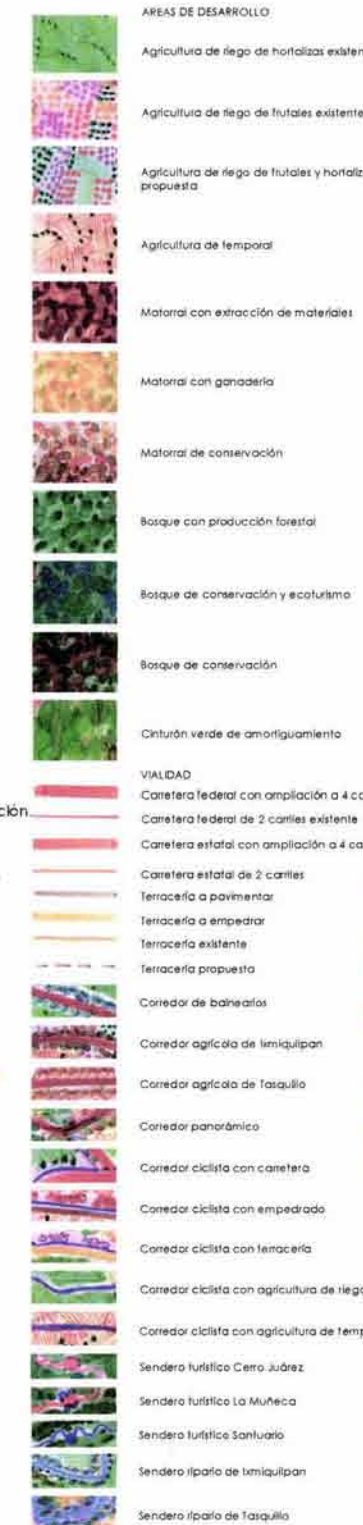 AREAS DE DESARROLLO
Agricultura de riego de hortalizas existen
Agricultura de riego de frutales existente
Agricultura de riego de frutales y hortaliz
propuesta
Agricultura de temporal
Matorral con extracción de materiales
Matorral con ganadería
Matorral de conservación
Bosque con producción forestal
Bosque de conservación y ecoturismo
Bosque de conservación
Cinturón verde de amortiguamiento
VIALIDAD
Carretera federal con ampliación a 4 ca
ción
Carretera federal de 2 carriles existente
Carretera estatal con ampliación a 4 ca
Carretera estatal de 2 carriles
Terracería a pavimentar
Terracería a empedrar
Terracería existente
Terracería propuesta
Corredor de balnearios
Corredor agrícola de Ixmiquilpan
Corredor agrícola de Tasquillo
Corredor panorámico
Corredor ciclista con carretera
Corredor ciclista con empedrado
Corredor ciclista con terracería
Corredor ciclista con agricultura de riego
Corredor ciclista con agricultura de temp
Sendero turístico Cerro Juárez
Sendero turístico La Muñeca
Sendero turístico Santuario
Sendero ripario de Ixmiquilpan
Sendero ripario de Tasquillo